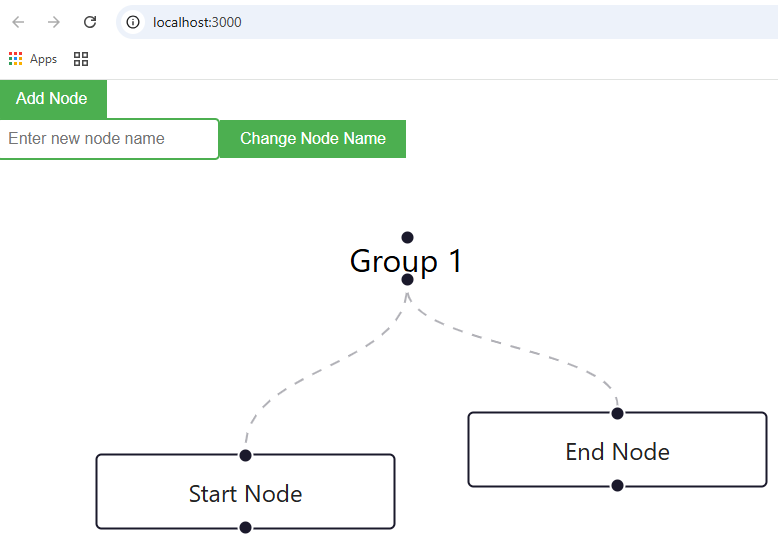 localhost:3000
Apps
Add Node
Enter new node name
Change Node Name
Group 1
End Node
Start Node